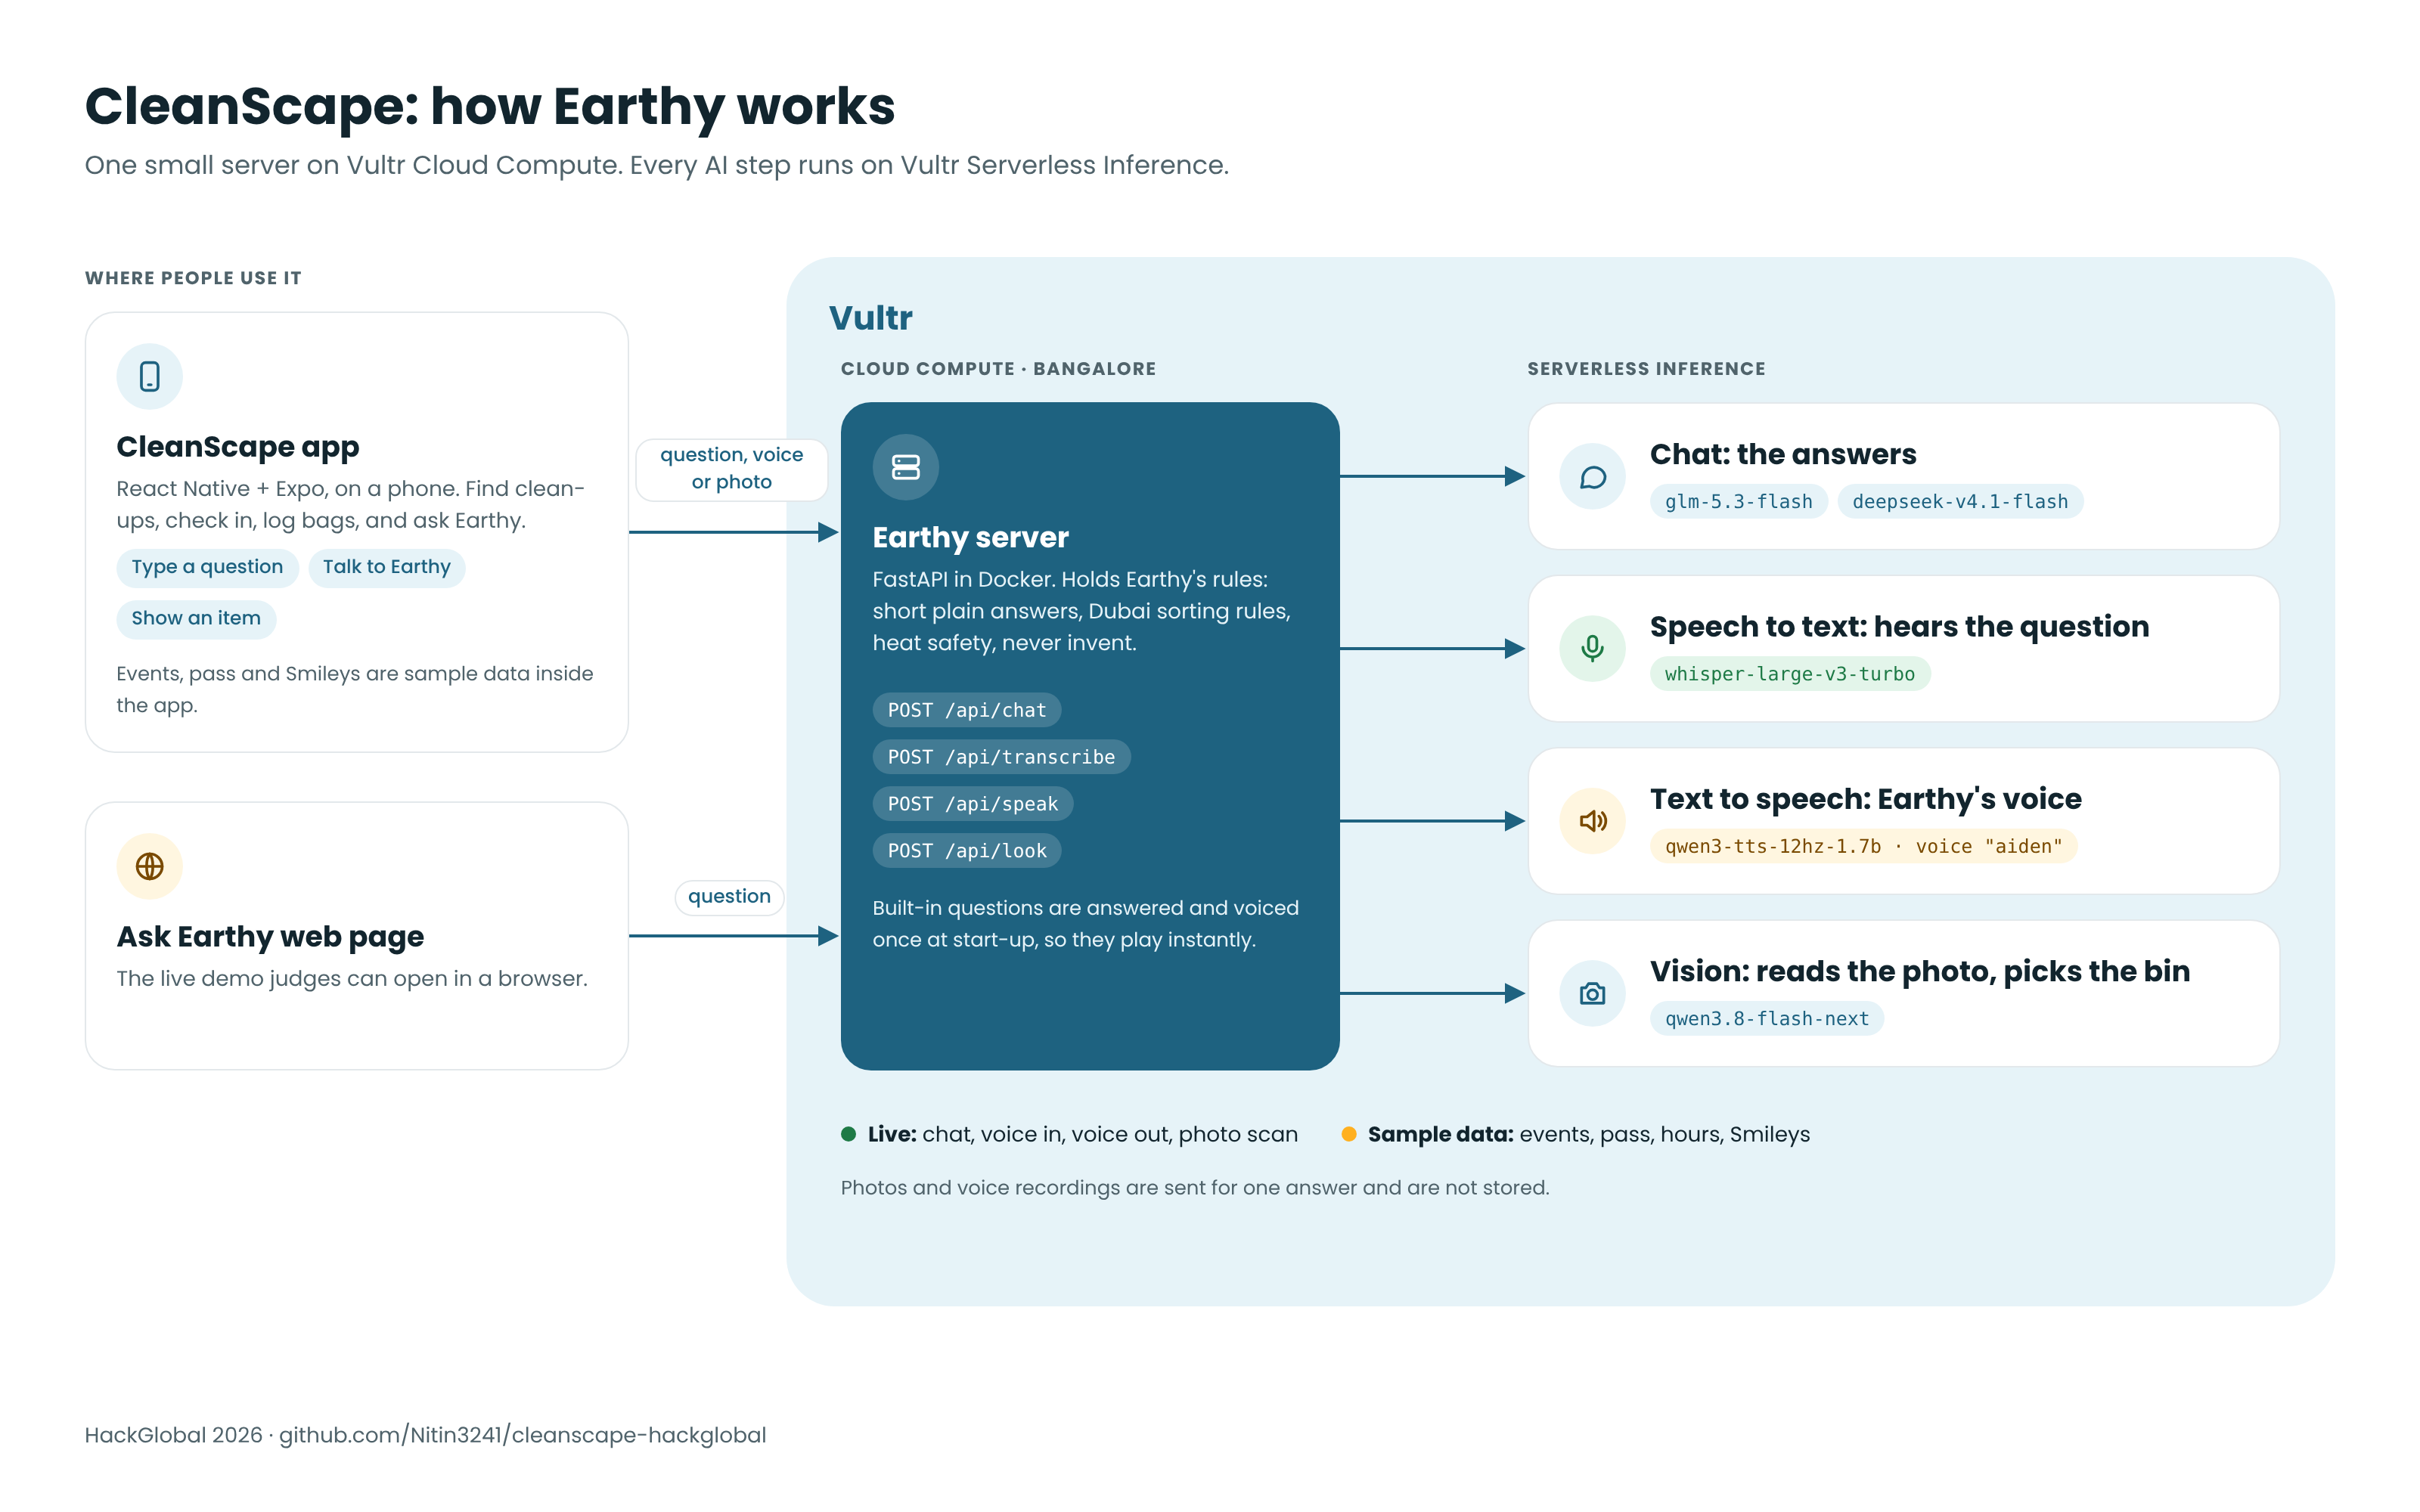 CleanScape: how Earthy works
One small server on Vultr Cloud Compute. Every AI step runs on Vultr Serverless Inference.
WHERE PEOPLE USE IT
CleanScape app
React Native + Expo, on a phone. Find clean-
ups, check in, log bags, and ask Earthy.
Type a question
Talk to Earthy
Show an item
Events, pass and Smileys are sample data inside
the app.
Ask Earthy web page
The live demo judges can open in a browser.
question, voice
or photo
question
Vultr
CLOUD COMPUTE · BANGALORE
Earthy server
FastAPI in Docker. Holds Earthy's rules:
short plain answers, Dubai sorting rules,
heat safety, never invent.
POST /api/chat
POST /api/transcribe
POST /api/speak
POST /api/look
Built-in questions are answered and voiced
once at start-up, so they play instantly.
SERVERLESS INFERENCE
Chat: the answers
glm-5.3-flash
deepseek-v4.1-flash
Speech to text: hears the question
whisper-large-v3-turbo
Text to speech: Earthy's voice
qwen3-tts-12hz-1.7b · voice "aiden"
Vision: reads the photo, picks the bin
qwen3.8-flash-next
Live: chat, voice in, voice out, photo scan
Sample data: events, pass, hours, Smileys
Photos and voice recordings are sent for one answer and are not stored.
HackGlobal 2026 · github.com/Nitin3241/cleanscape-hackglobal